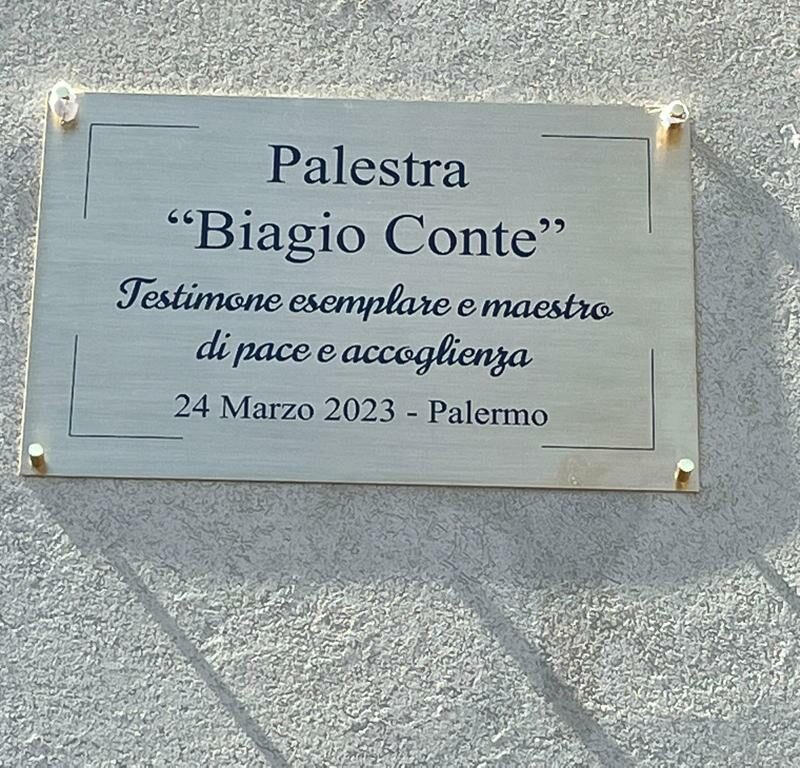 Palestra
“Biagio Conte”
Testimone esemplare e maestro
di pace e accoglienza
24 Marzo 2023 - Palermo